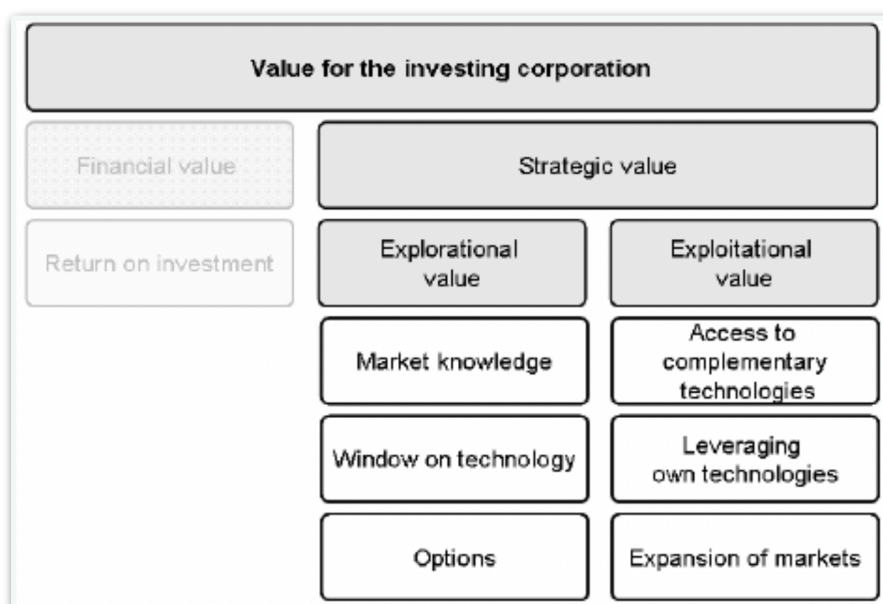 Value for the investing corporation
Financial value
Strategic value
Return on investment
Explorational
value
Exploitational
value
Market knowledge
Access to
complementary
technologies
Window on technology
Leveraging
own technologies
Options
Expansion of markets